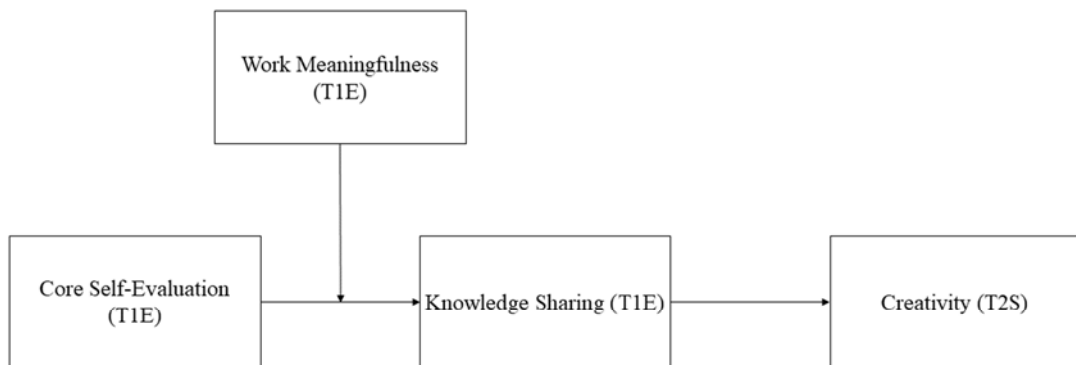 Work Meaningfulness
(T1E)
Core Self-Evaluation
(T1E)
Knowledge Sharing (T1E)
Creativity (T2S)